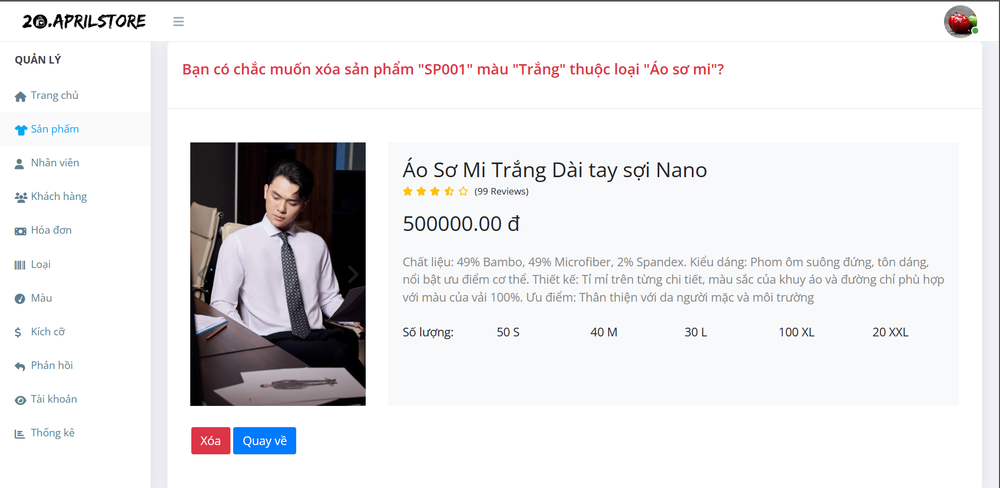 20.APRILSTORE
QUẢN LÝ
Trang chủ
Sản phẩm
Nhân viên
Khách hàng
Hóa đơn
Loại
Màu
Kích cỡ
Phản hồi
Tài khoản
Thống kê
Bạn có chắc muốn xóa sản phẩm "SP001" màu "Trắng" thuộc loại "Áo sơ mi"?
Áo Sơ Mi Trắng Dài tay sợi Nano
(99 Reviews)
500000.00 đ
Chất liệu: 49% Bambo, 49% Microfiber, 2% Spandex. Kiểu dáng: Phom ôm suông đứng, tôn dáng,
nổi bật ưu điểm cơ thể. Thiết kế: Tỉ mỉ trên từng chi tiết, màu sắc của khuy áo và đường chỉ phù hợp
với màu của vải 100%. Ưu điểm: Thân thiện với da người mặc và môi trường
Số lượng: 50 S 40 M 30 L 100 XL 20 XXL
Xóa Quay về